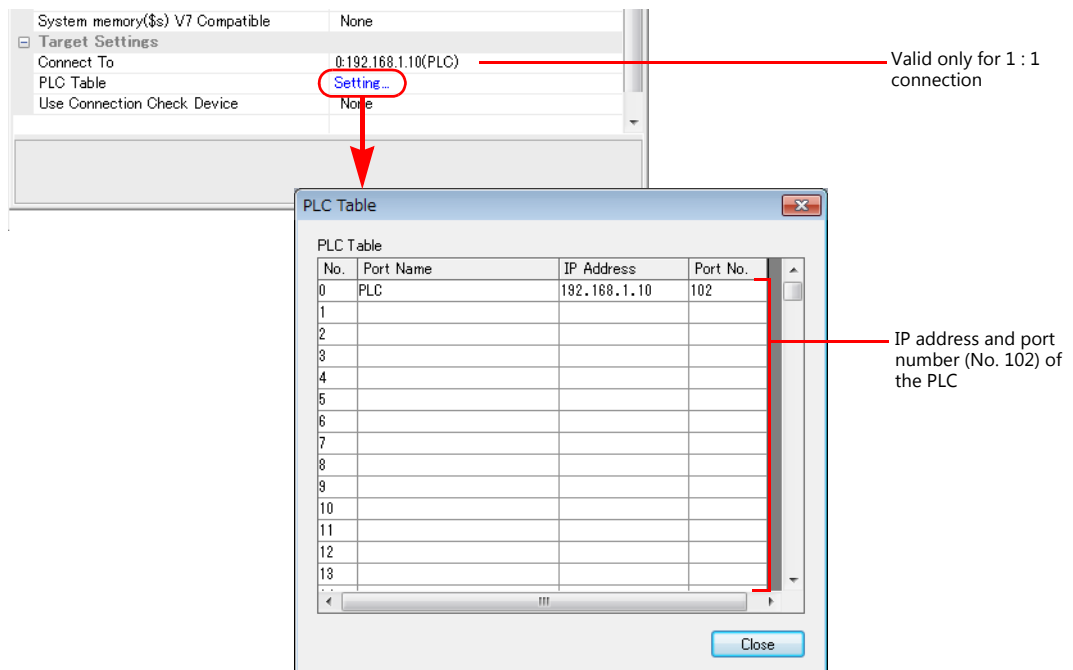 System memory($s) V7 Compatible None
Target Settings
Connect To 0:192.168.1.10(PLC)
Valid only for 1 : 1
connection
PLC Table Setting...
Use Connection Check Device None
PLC Table
PLC Table
No. Port Name IP Address Port No.
0 PLC 192.168.1.10 102
1
2
3
IP address and port
number (No. 102) of
the PLC
4
5
6
7
8
9
10
11
12
13
Close